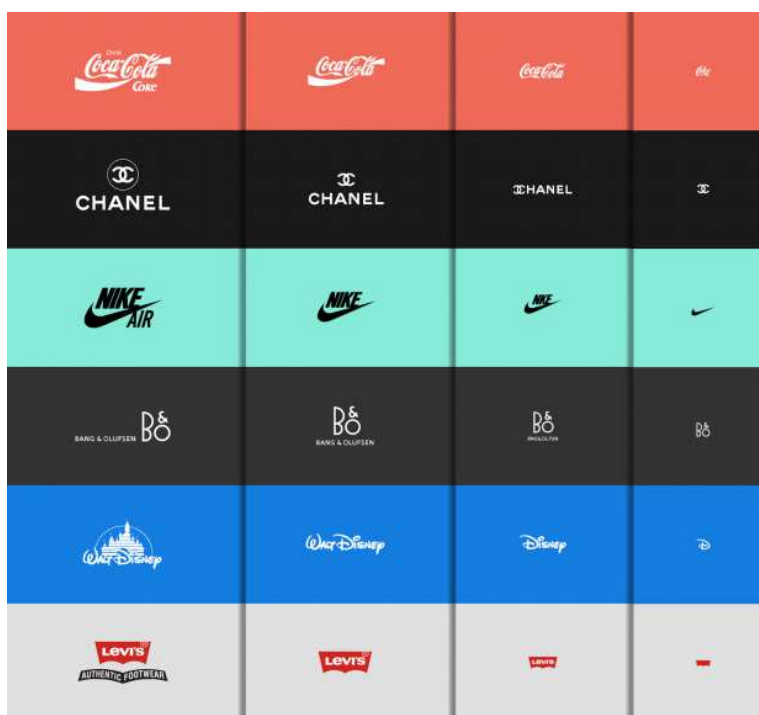 Drink
Coca-Cola
Coke
Coca-Cola
Coca-Cola
CHANEL
CHANEL
CHANEL
NIKE
AIR
NIKE
NIKE
BANG & OLUFSEN B&O
B&O
BANG & OLUFSEN
B&O
B&O
WALT DISNEY
WALT DISNEY
DISNEY
D
LEVI'S
AUTHENTIC FOOTWEAR
LEVI'S
LEVI'S